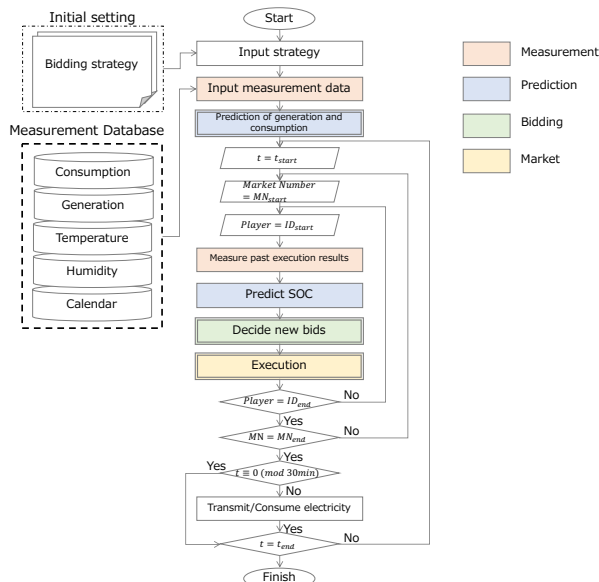 Initial setting
Bidding strategy
Measurement Database
Consumption
Generation
Temperature
Humidity
Calendar
Start
Input strategy
Input measurement data
Prediction of generation and
consumption
t = t_start
Market Number
= MN_start
Player = ID_start
Measure past execution results
Predict SOC
Decide new bids
Execution
Player = ID_end
No
Yes
MN = MN_end
No
Yes
Yes
t ≡ 0 (mod 30min)
No
Transmit/Consume electricity
Yes
t = t_end
No
Finish
Measurement
Prediction
Bidding
Market